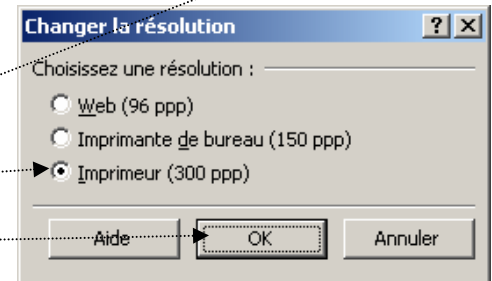 Changer la résolution
Choisissez une résolution :
Web (96 ppp)
Imprimante de bureau (150 ppp)
Imprimeur (300 ppp)
Aide OK Annuler